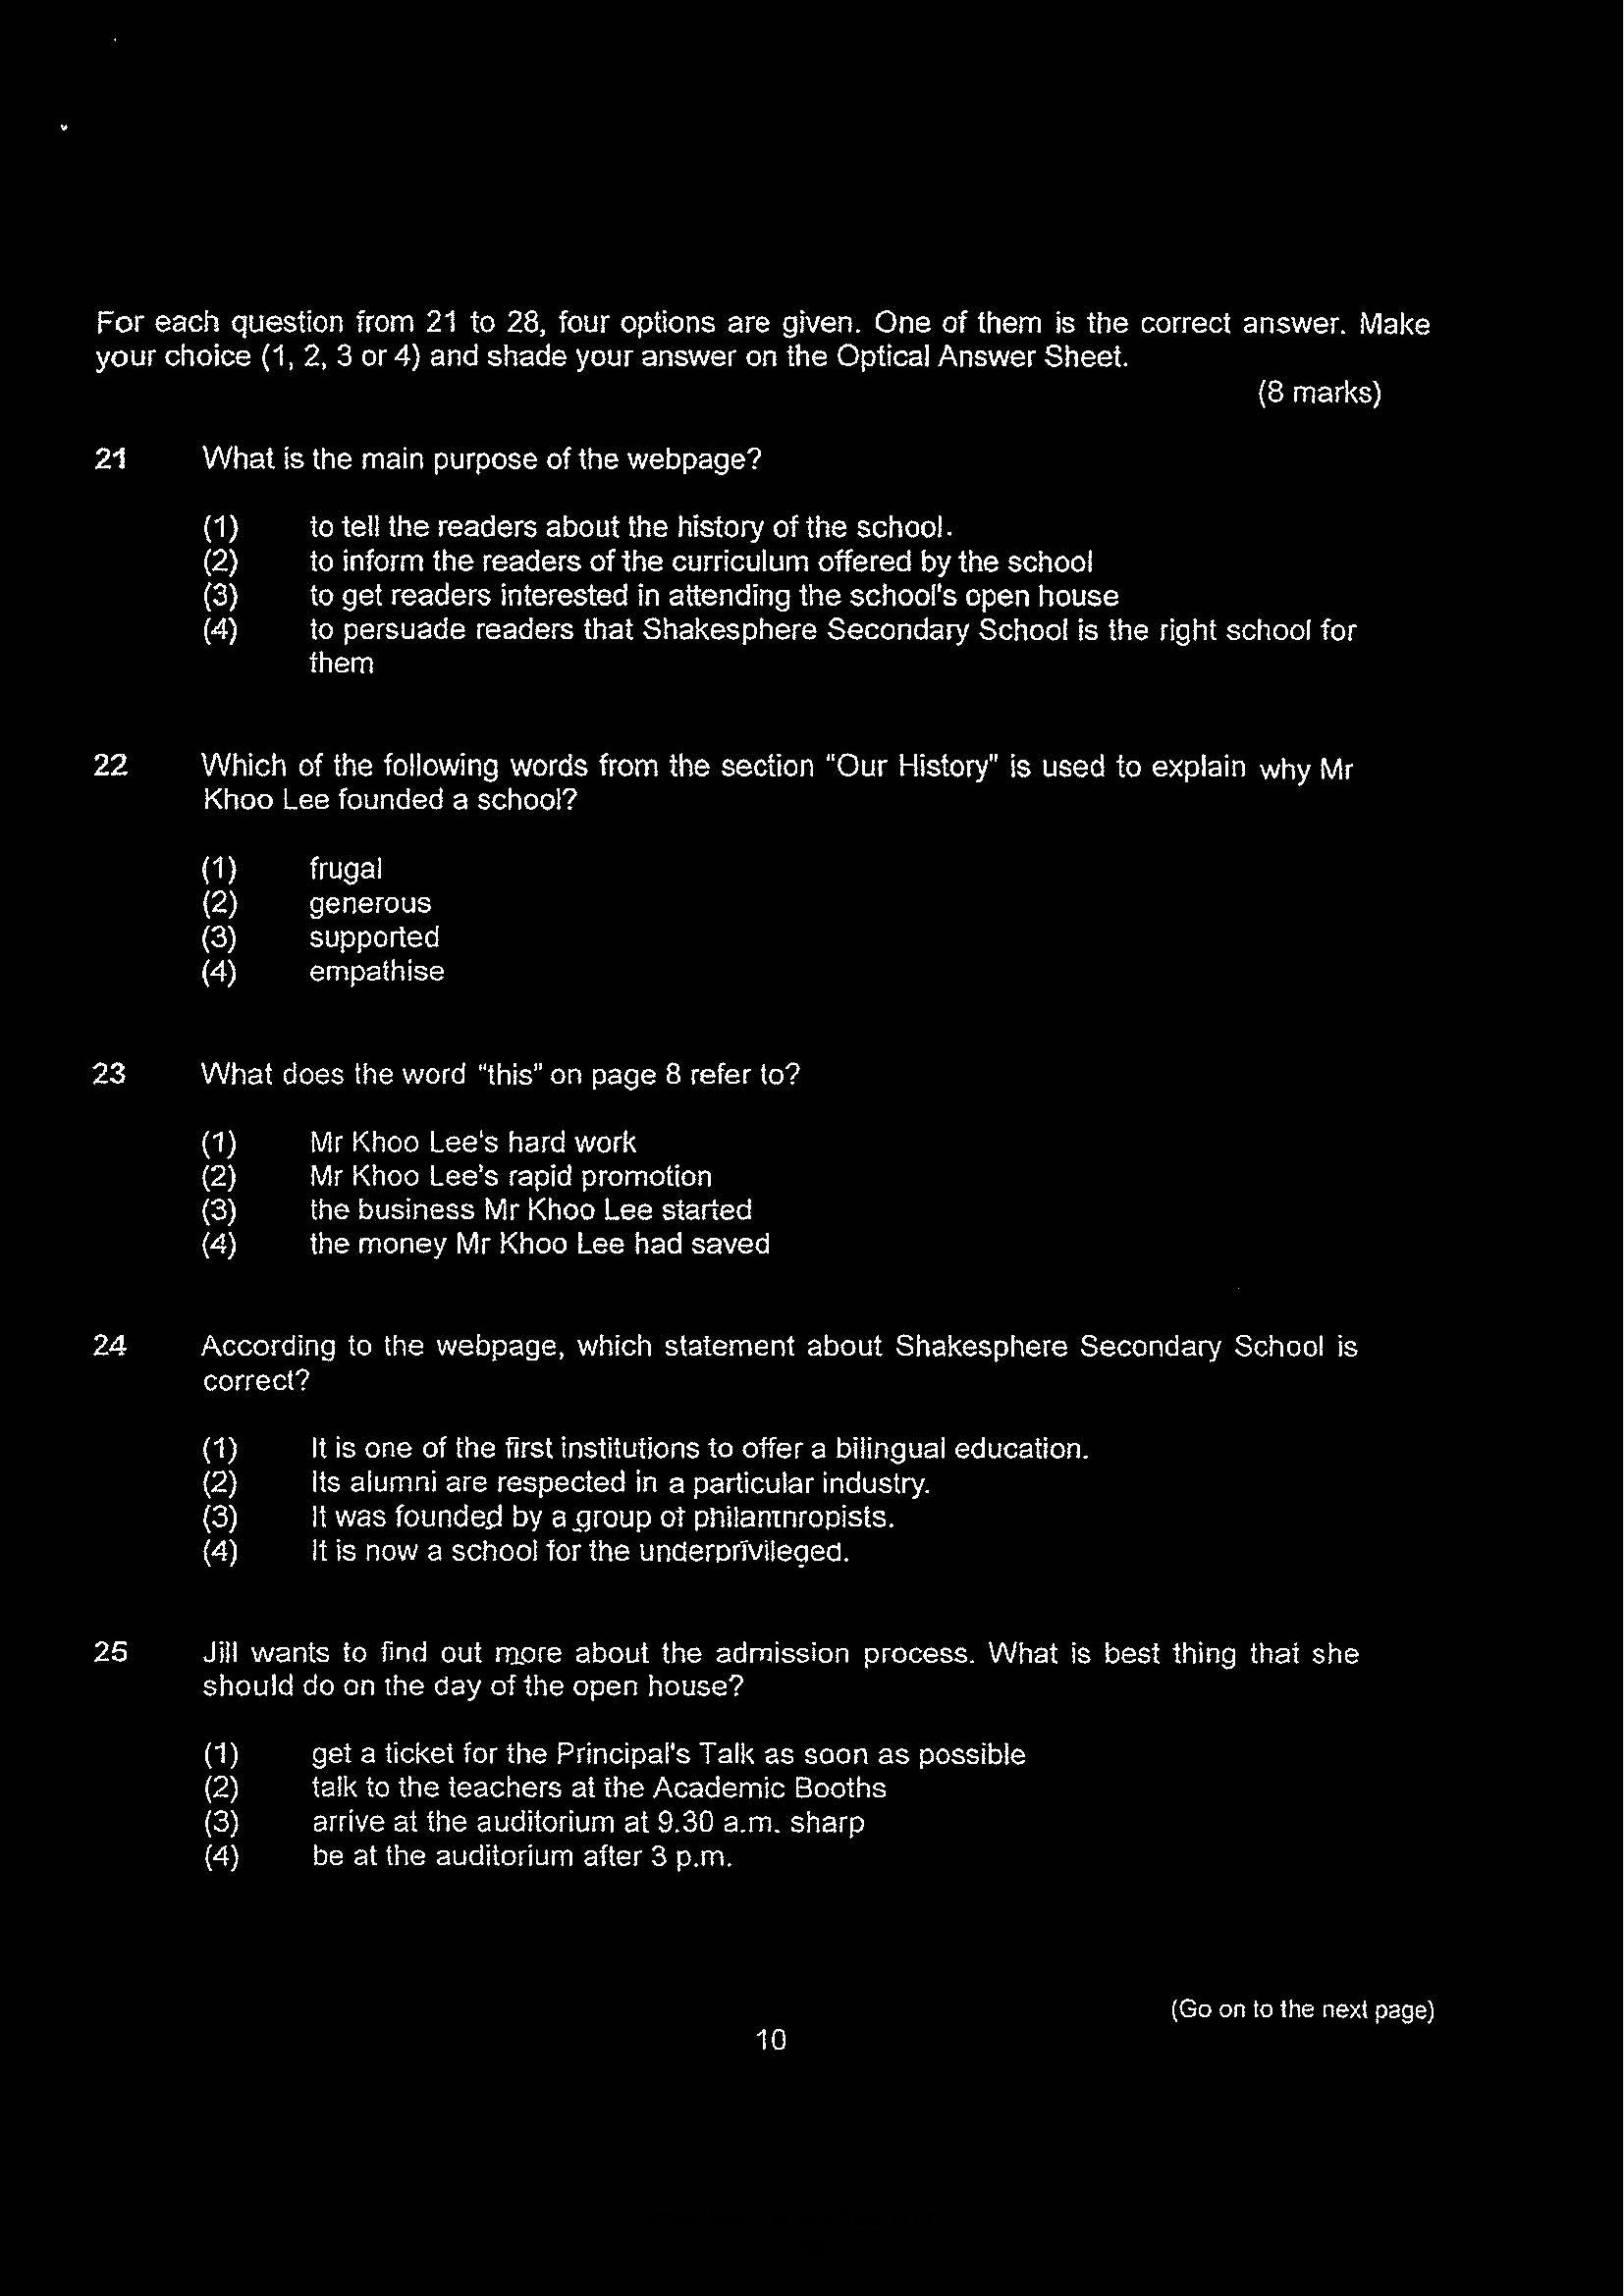 For each question from 21 to 28, four options are given. One of them is the correct answer. Make
your choice (1, 2, 3 or 4) and shade your answer on the Optical Answer Sheet.
(8 marks)
21 What is the main purpose of the webpage?
(1) to tell the readers about the history of the school.
(2) to inform the readers of the curriculum offered by the school
(3) to get readers interested in attending the school's open house
(4) to persuade readers that Shakesphere Secondary School is the right school for
them
22 Which of the following words from the section "Our History" is used to explain why Mr
Khoo Lee founded a school?
(1) frugal
(2) generous
(3) supported
(4) empathise
23 What does the word "this" on page 8 refer to?
(1) Mr Khoo Lee's hard work
(2) Mr Khoo Lee's rapid promotion
(3) the business Mr Khoo Lee started
(4) the money Mr Khoo Lee had saved
24 According to the webpage, which statement about Shakesphere Secondary School is
correct?
(1) It is one of the first institutions to offer a bilingual education.
(2) Its alumni are respected in a particular industry.
(3) It was founded by a group of philanthropists.
(4) It is now a school for the underprivileged.
25 Jill wants to find out more about the admission process. What is best thing that she
should do on the day of the open house?
(1) get a ticket for the Principal's Talk as soon as possible
(2) talk to the teachers at the Academic Booths
(3) arrive at the auditorium at 9.30 a.m. sharp
(4) be at the auditorium after 3 p.m.
(Go on to the next page)
10